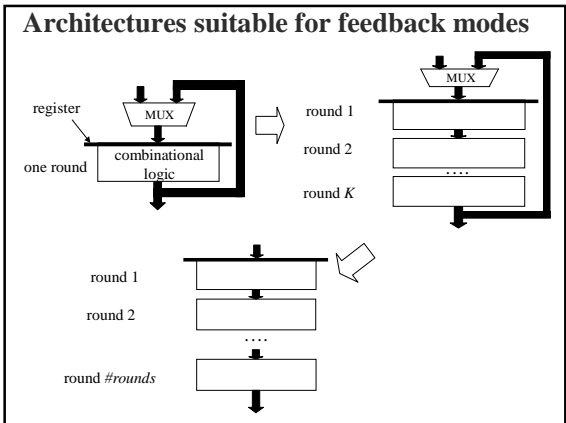 Architectures suitable for feedback modes
register
MUX
one round
combinational
logic
MUX
round 1
round 2
....
round K
round 1
round 2
....
round #rounds